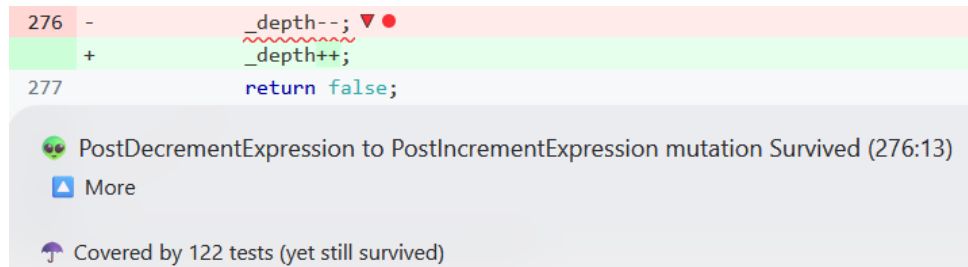 276 - _depth--;
+ _depth++;
277 return false;
PostDecrementExpression to PostIncrementExpression mutation Survived (276:13)
More
Covered by 122 tests (yet still survived)